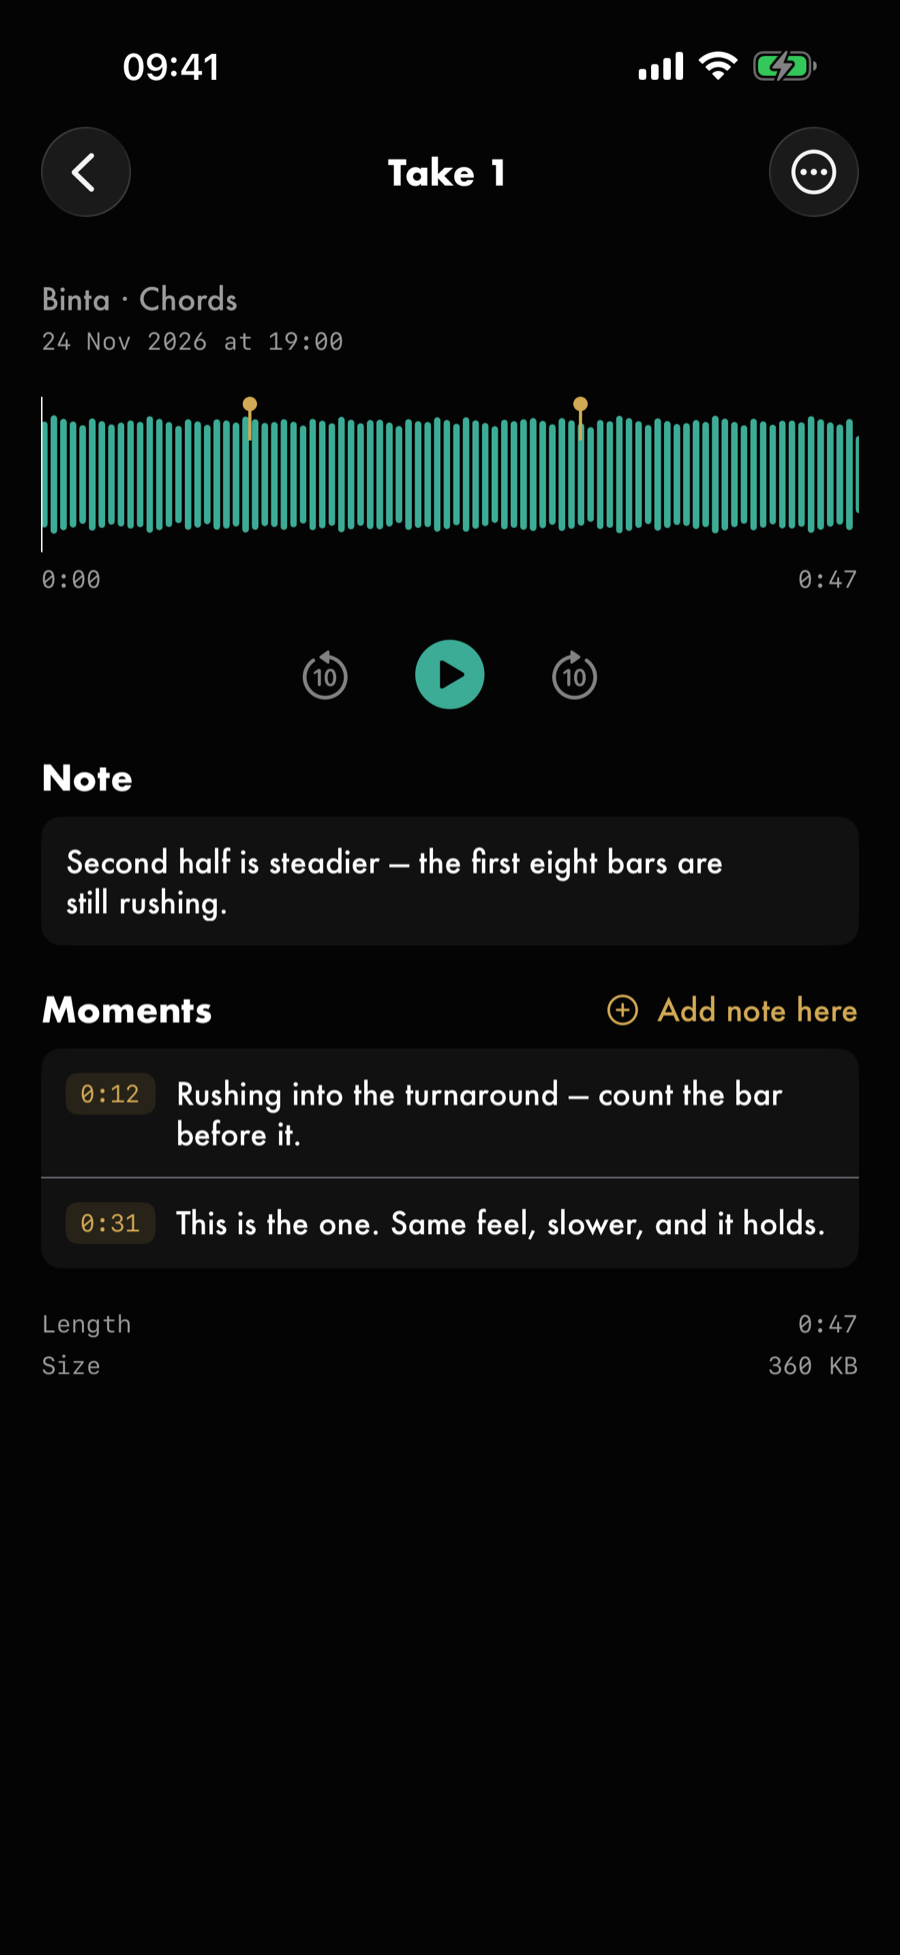 09:41
Take 1
Binta · Chords
24 Nov 2026 at 19:00
0:00
0:47
10
10
Note
Second half is steadier — the first eight bars are
still rushing.
Moments
Add note here
0:12
Rushing into the turnaround — count the bar
before it.
0:31
This is the one. Same feel, slower, and it holds.
Length
0:47
Size
360 KB